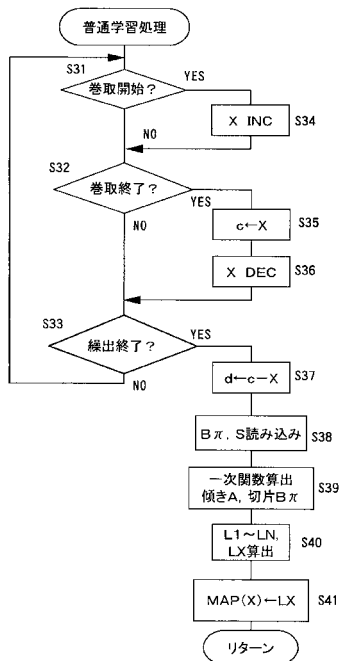 普通学習処理
S31
巻取開始？
YES
NO
X INC
S34
S32
巻取終了？
YES
NO
c←X
S35
X DEC
S36
S33
繰出終了？
YES
NO
d←c−X
S37
Bπ, S読み込み
S38
一次関数算出
傾きA, 切片Bπ
S39
L1〜LN,
LX算出
S40
MAP(X)←LX
S41
リターン